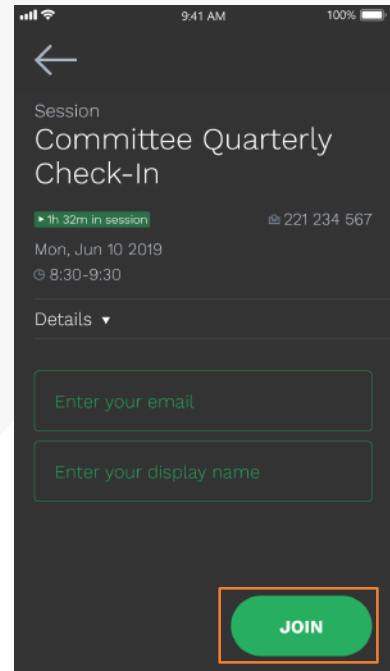 9:41 AM 100%
Session
Committee Quarterly
Check-In
1h 32m in session 221 234 567
Mon, Jun 10 2019
8:30-9:30
Details
Enter your email
Enter your display name
JOIN